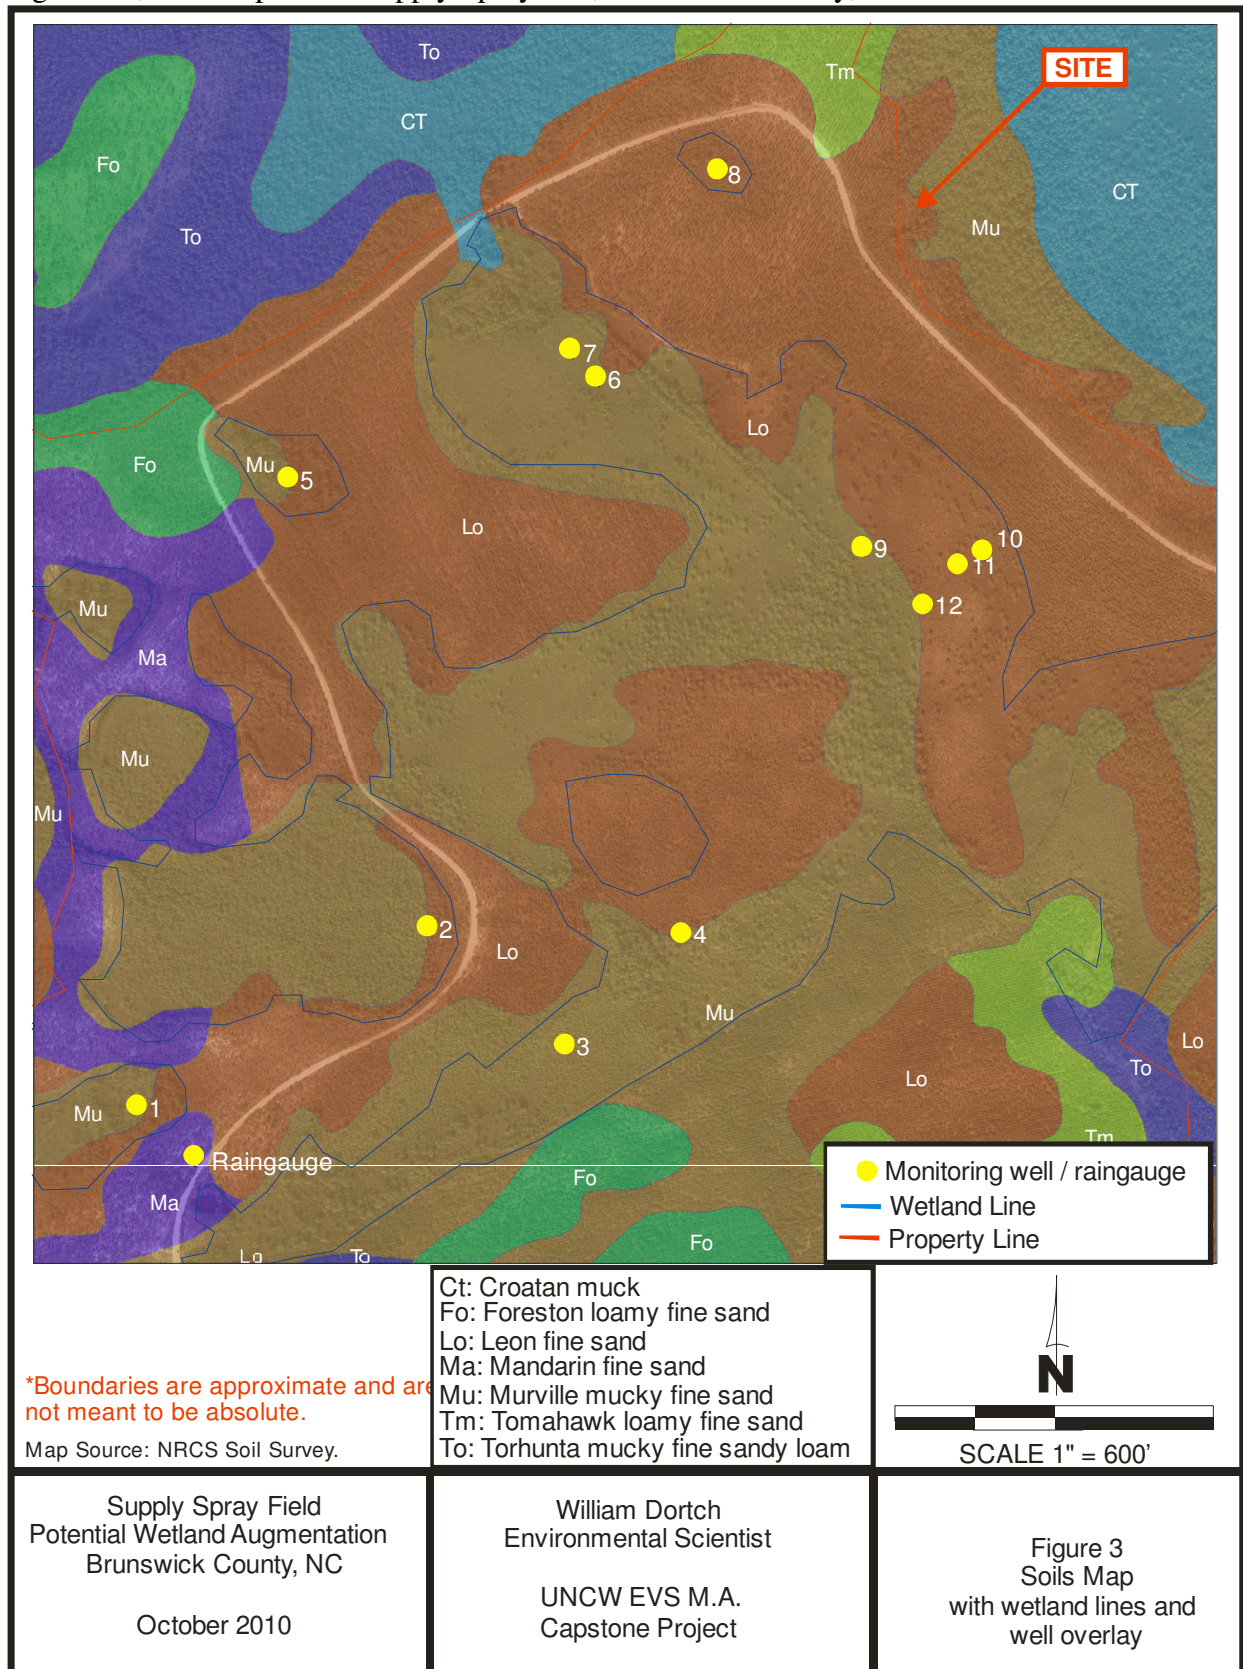 To
Tm
SITE
CT
Fo
8
CT
To
Mu
7
6
Lo
Fo
Mu
5
Lo
9
10
11
12
Mu
Ma
Mu
Mu
2
Lo
4
Mu
3
Lo
Lo
To
Mu
1
Tm
Raingauge
Fo
Ma
Fo
Lo
To
Monitoring well / raingauge
Wetland Line
Property Line
Ct: Croatan muck
Fo: Foreston loamy fine sand
Lo: Leon fine sand
Ma: Mandarin fine sand
Mu: Murville mucky fine sand
Tm: Tomahawk loamy fine sand
To: Torhunta mucky fine sandy loam
*Boundaries are approximate and are
not meant to be absolute.
Map Source: NRCS Soil Survey.
N
SCALE 1" = 600'
Supply Spray Field
Potential Wetland Augmentation
Brunswick County, NC
October 2010
William Dortch
Environmental Scientist
UNCW EVS M.A.
Capstone Project
Figure 3
Soils Map
with wetland lines and
well overlay